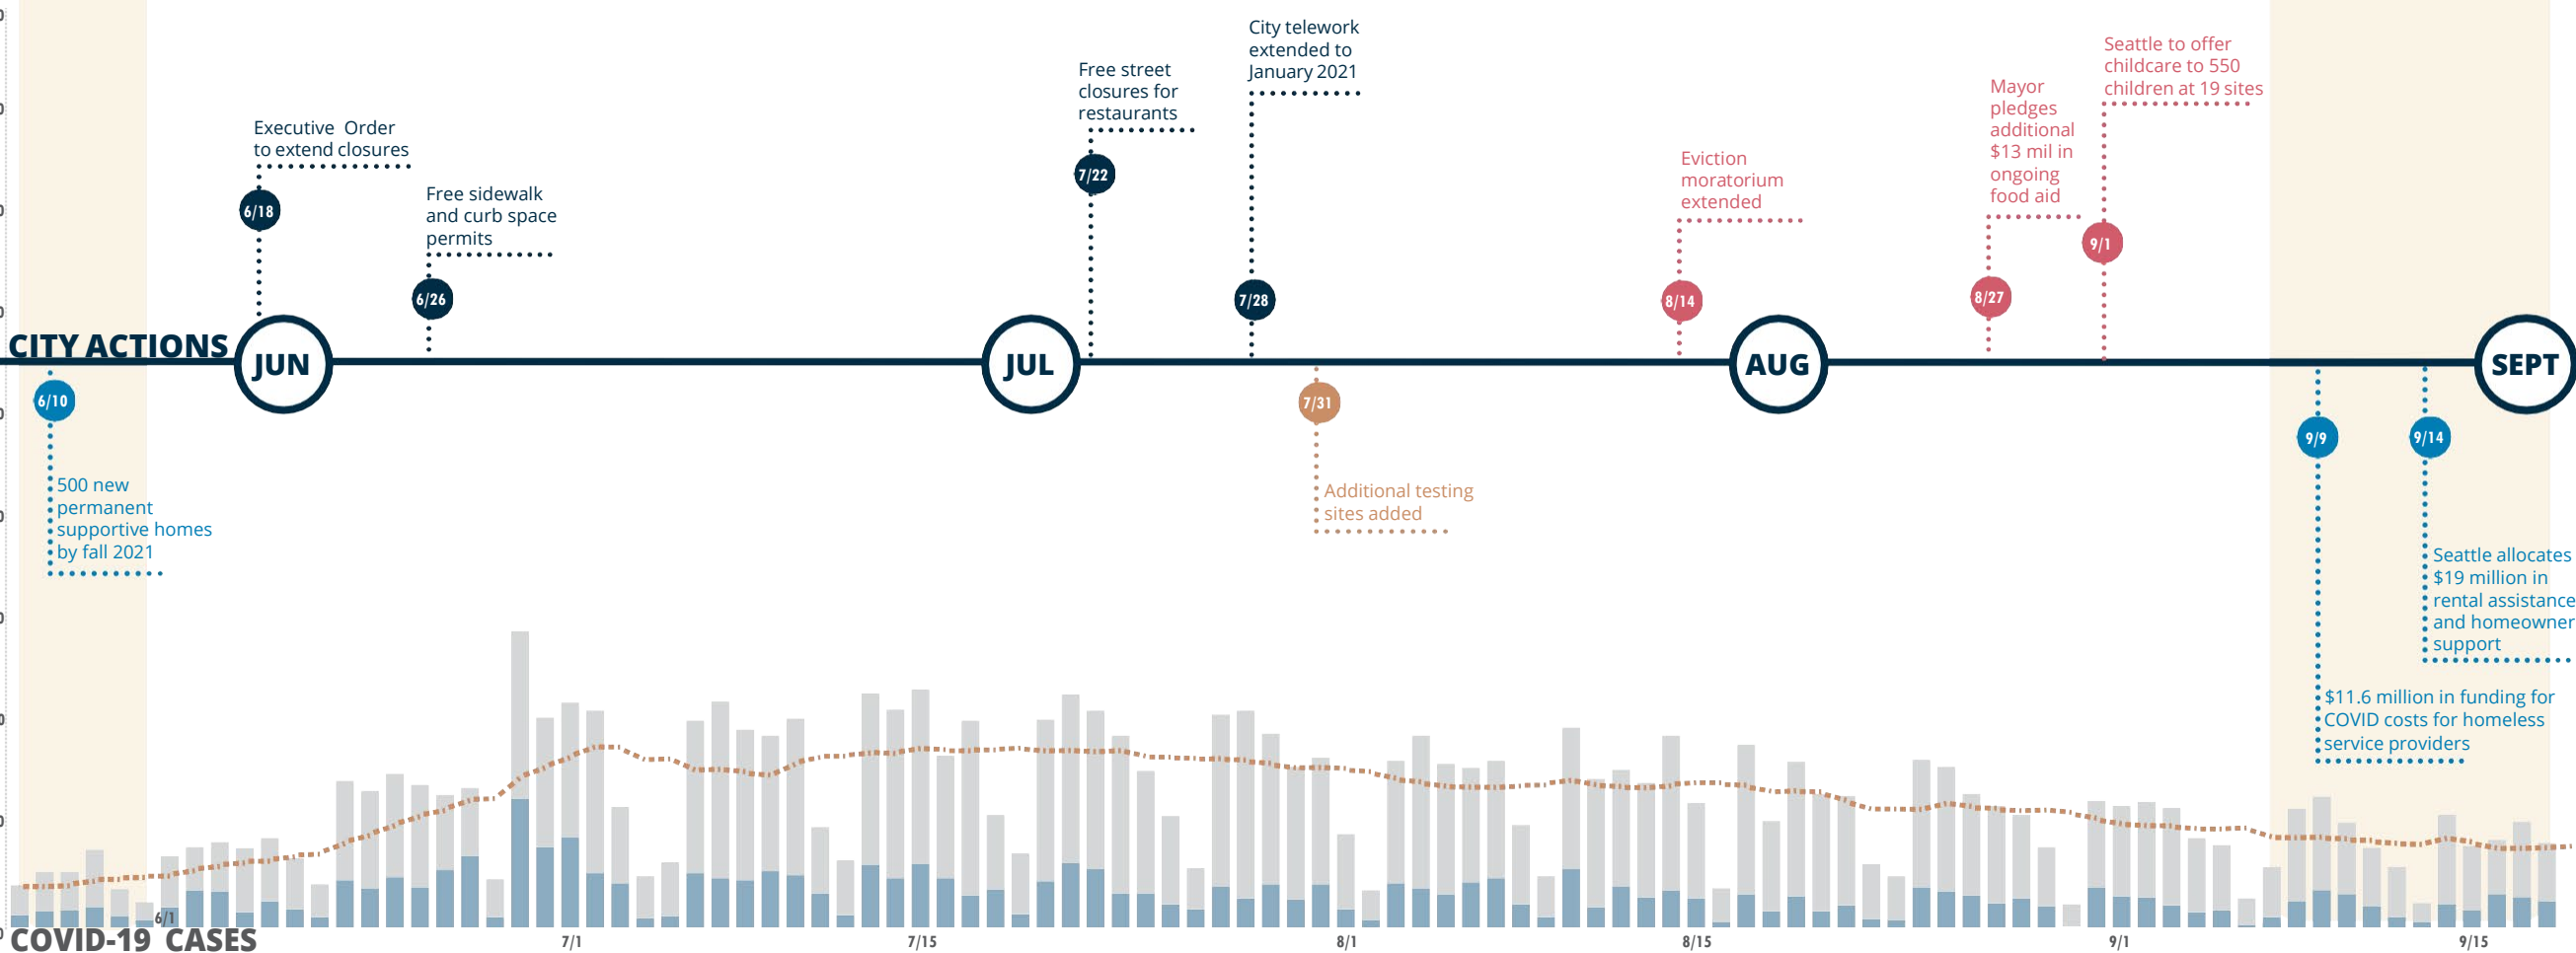 City telework
extended to
January 2021
Free street
closures for
restaurants
Executive Order
to extend closures
Free sidewalk
and curb space
permits
Seattle to offer
childcare to 550
children at 19 sites
Mayor
pledges
additional
$13 mil in
ongoing
food aid
Eviction
moratorium
extended
6/18
6/26
7/22
7/28
8/14
8/27
9/1
CITY ACTIONS
JUN
JUL
AUG
SEPT
6/10
7/31
9/9
9/14
500 new
permanent
supportive homes
by fall 2021
Additional testing
sites added
Seattle allocates
$19 million in
rental assistance
and homeowner
support
$11.6 million in funding for
COVID costs for homeless
service providers
6/1
COVID-19 CASES
7/1
7/15
8/1
8/15
9/1
9/15